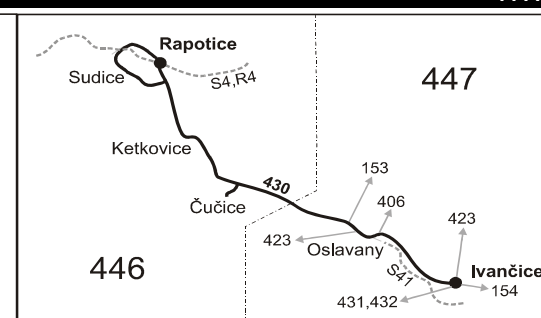 Rapotice
Sudice
S4,R4
447
Ketkovice
153
430
406
Čučice
423
423
Oslavany
S41
Ivančice
446
154
431,432